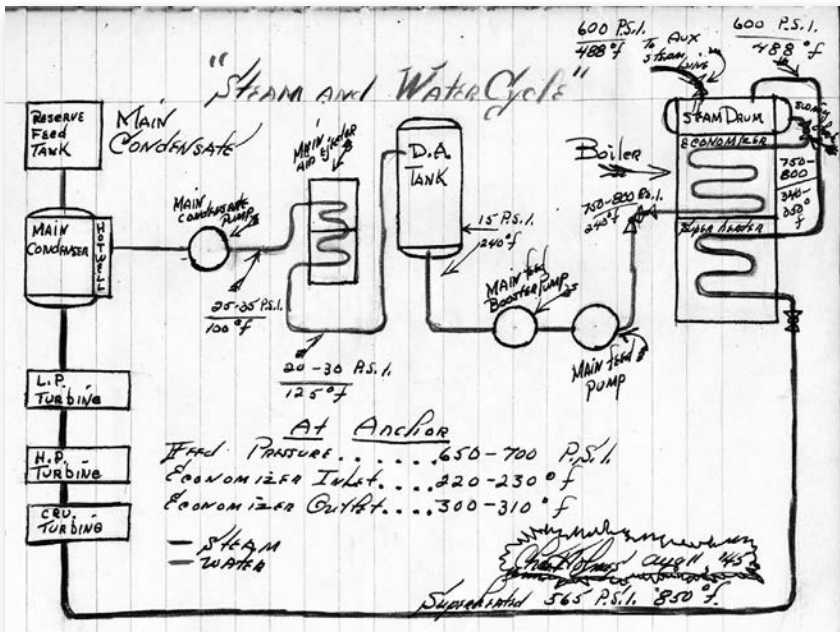 "STEAM AND WATER CYCLE"
600 P.S.I.
488°f
To AUX
STEAM
LINE
600 P.S.I.
488°f
RESERVE
FEED
TANK
MAIN
CONDENSATE
MAIN
AIR EJECTOR
D.A.
TANK
STEAM DRUM
ECONOMIZER
Boiler
750-
800
340-
350
°f
MAIN
CONDENSATE
PUMP
MAIN
CONDENSER
HOTWELL
15 P.S.I.
240°f
750-800 P.S.I.
240°f
Super heater
25-35 P.S.I.
100°f
MAIN feed
BOOSTER PUMP
20-30 P.S.I.
125°f
MAIN feed
PUMP
L.P.
TURBINE
H.P.
TURBINE
CRU.
TURBINE
At Anchor
FEED PRESSURE......650-700 P.S.I.
ECONOMIZER INLET....220-230°f
ECONOMIZER OUTLET....300-310°f
— STEAM
— WATER
Aug 11, '45
Superheated 565 P.S.I. 850°f.